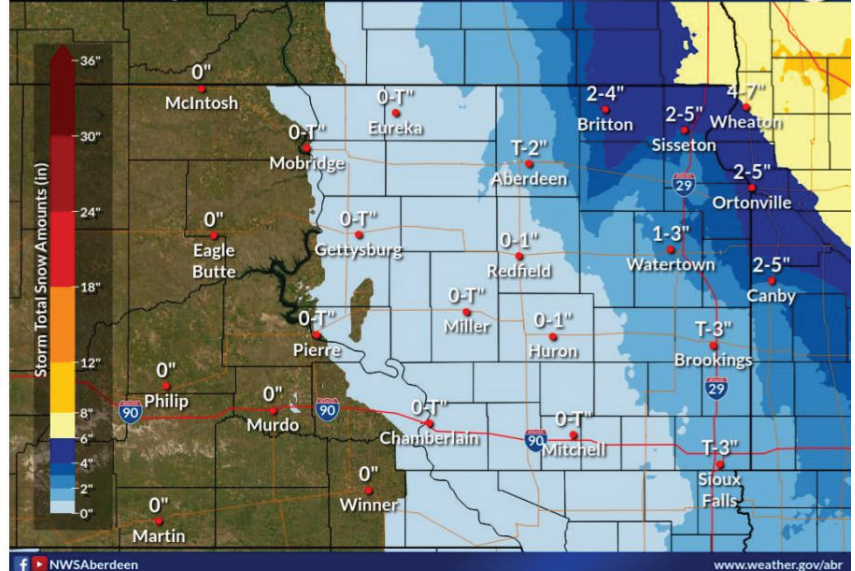 Storm Total Snow Amounts (in)
36"
30"
24"
18"
12"
8"
6"
4"
2"
0"
0"
McIntosh
0-T"
Eureka
2-4"
Britton
4-7"
Wheaton
2-5"
Sisseton
0-T"
Mobridge
T-2"
Aberdeen
29
2-5"
Ortonville
0"
Eagle
Butte
0-T"
Gettysburg
0-1"
Redfield
1-3"
Watertown
2-5"
Canby
0-T"
Miller
0-T"
Pierre
0-1"
Huron
T-3"
Brookings
0"
Philip
90
0"
Murdo
90
29
0-T"
Chamberlain
90
0-T"
Mitchell
T-3"
Sioux
Falls
0"
Winner
0"
Martin
NWSAberdeen
www.weather.gov/abr